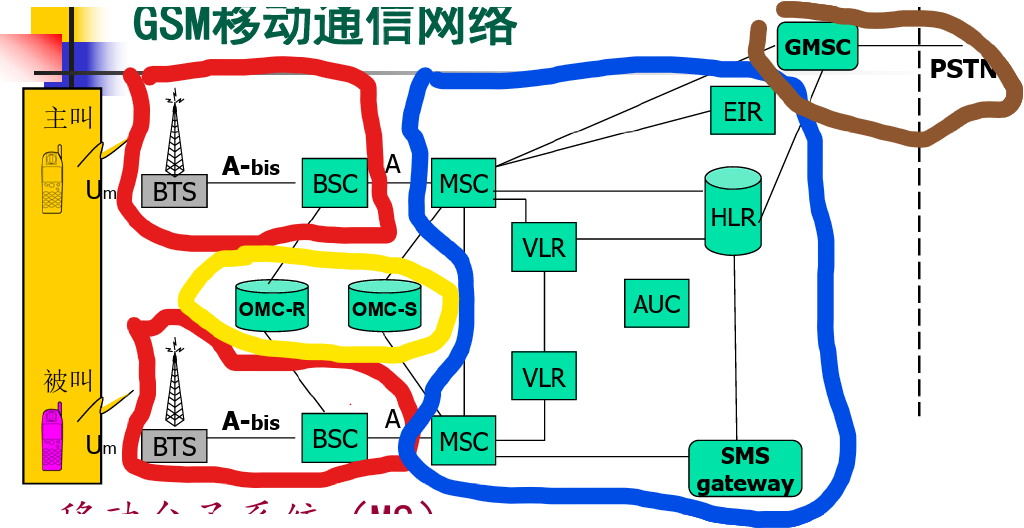 GSM移动通信网络
GMSC
PSTN
EIR
主叫
A-bis
A
Um
BTS
BSC
MSC
HLR
VLR
OMC-R
OMC-S
AUC
VLR
被叫
A-bis
A
Um
BTS
BSC
MSC
SMS
gateway